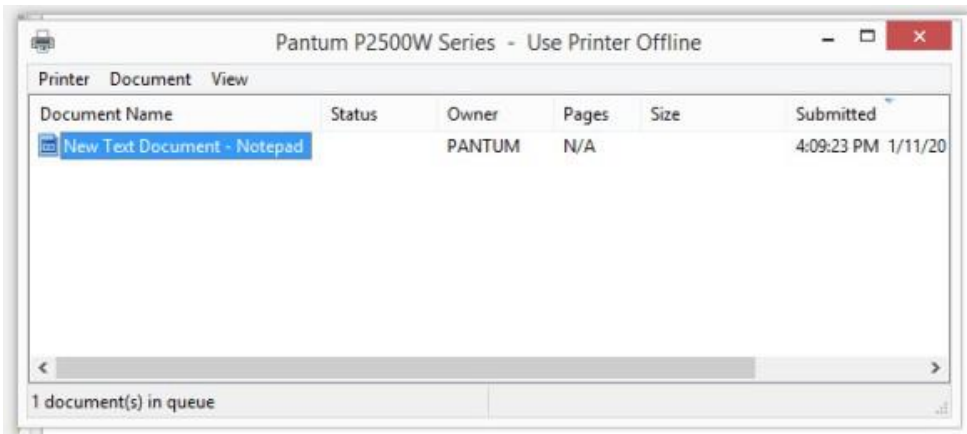 Pantum P2500W Series - Use Printer Offline
Printer Document View
Document Name Status Owner Pages Size Submitted
New Text Document - Notepad PANTUM N/A 4:09:23 PM 1/11/20
1 document(s) in queue